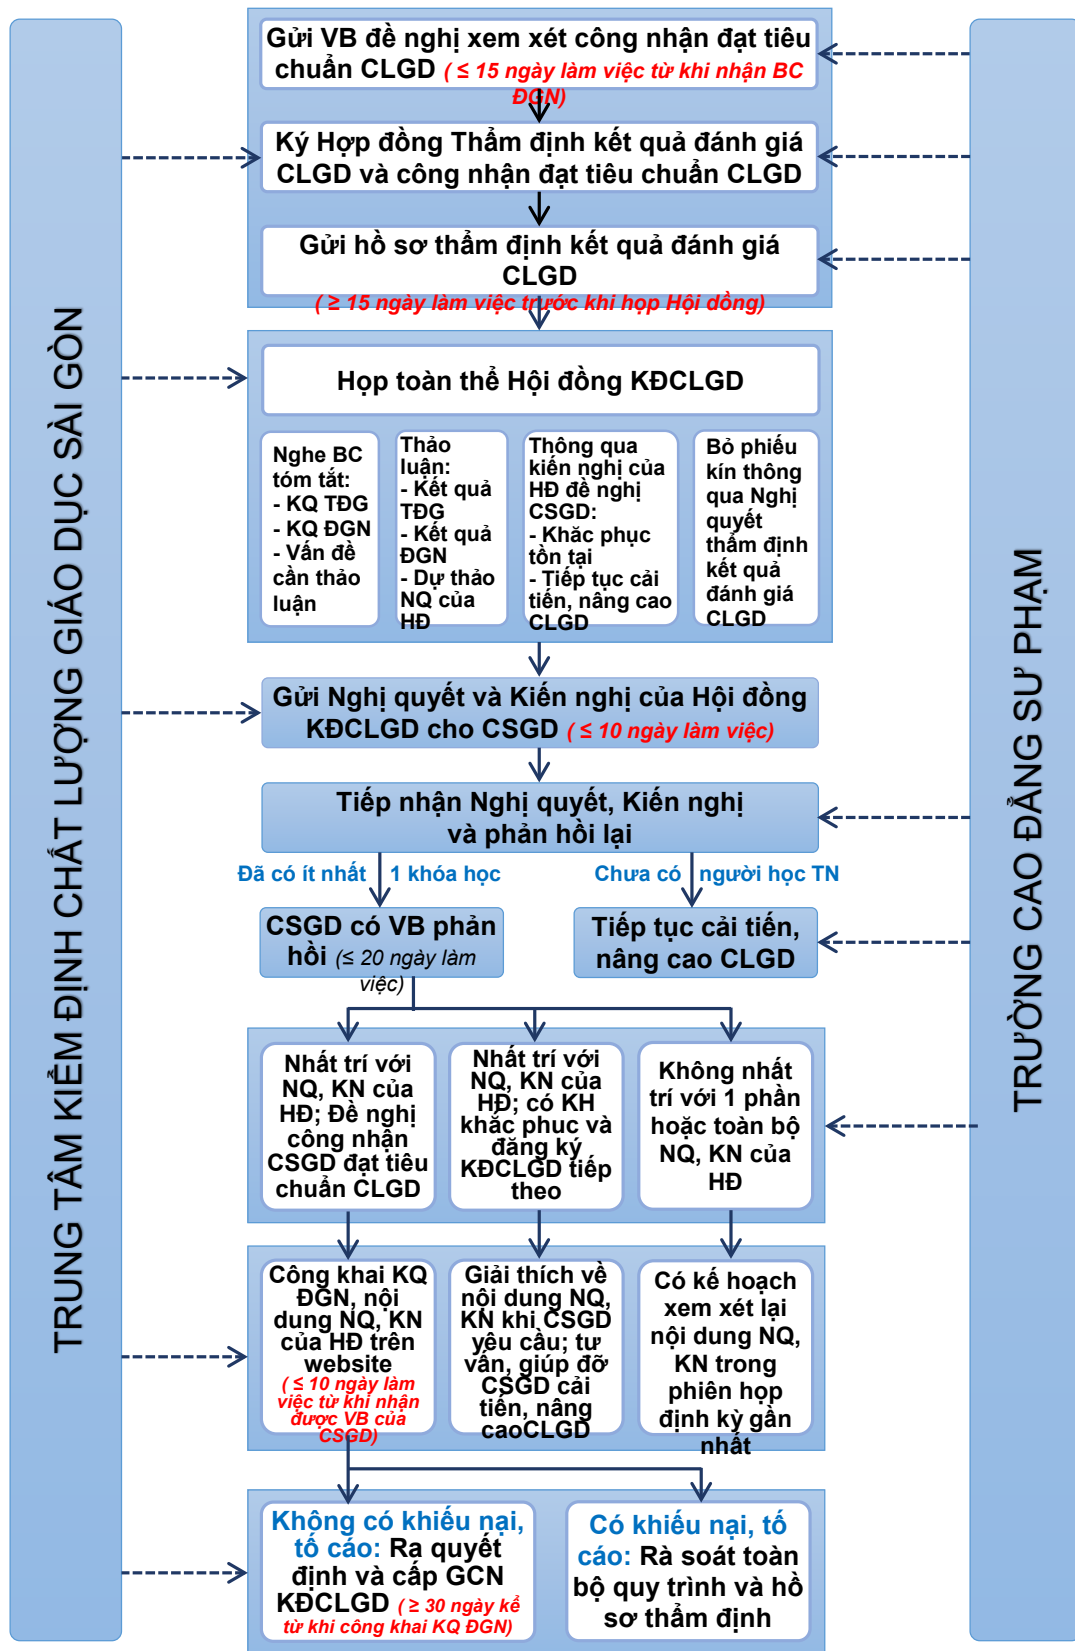 TRUNG TÂM KIỂM ĐỊNH CHẤT LƯỢNG GIÁO DỤC SÀI GÒN
Gửi VB đề nghị xem xét công nhận đạt tiêu
chuẩn CLGD ( ≤ 15 ngày làm việc từ khi nhận BC
ĐGN)
Ký Hợp đồng Thẩm định kết quả đánh giá
CLGD và công nhận đạt tiêu chuẩn CLGD
Gửi hồ sơ thẩm định kết quả đánh giá
CLGD
( ≥ 15 ngày làm việc trước khi họp Hội dồng)
Họp toàn thể Hội đồng KĐCLGD
Nghe BC
tóm tắt:
- KQ TĐG
- KQ ĐGN
- Vấn đề
cần thảo
luận
Thảo
luận:
- Kết quả
TĐG
- Kết quả
ĐGN
- Dự thảo
NQ của
HĐ
Thông qua
kiến nghị của
HĐ đề nghị
CSGD:
- Khăc phục
tồn tại
- Tiếp tục cải
tiến, nâng cao
CLGD
Bỏ phiếu
kín thông
qua Nghị
quyết
thẩm định
kết quả
đánh giá
CLGD
Gửi Nghị quyết và Kiến nghị của Hội đồng
KĐCLGD cho CSGD ( ≤ 10 ngày làm việc)
Tiếp nhận Nghị quyết, Kiến nghị
và phản hồi lại
Đã có ít nhất 1 khóa học
Chưa có người học TN
CSGD có VB phản
hồi (≤ 20 ngày làm
việc)
Tiếp tục cải tiến,
nâng cao CLGD
Nhất trí với
NQ, KN của
HĐ; Đề nghị
công nhận
CSGD đạt tiêu
chuẩn CLGD
Nhất trí với
NQ, KN của
HĐ; có KH
khắc phuc và
đăng ký
KĐCLGD tiếp
theo
Không nhất
trí với 1 phần
hoặc toàn bộ
NQ, KN của
HĐ
Công khai KQ
ĐGN, nội
dung NQ, KN
của HĐ trên
website
( ≤ 10 ngày làm
việc từ khi nhận
được VB của
CSGD)
Giải thích về
nội dung NQ,
KN khi CSGD
yêu cầu; tư
vấn, giúp đỡ
CSGD cải
tiến, nâng
caoCLGD
Có kế hoạch
xem xét lại
nội dung NQ,
KN trong
phiên họp
định kỳ gần
nhất
Không có khiếu nại,
tố cáo: Ra quyết
định và cấp GCN
KĐCLGD ( ≥ 30 ngày kể
từ khi công khai KQ ĐGN)
Có khiếu nại, tố
cáo: Rà soát toàn
bộ quy trình và hồ
sơ thẩm định
TRƯỜNG CAO ĐẲNG SƯ PHẠM